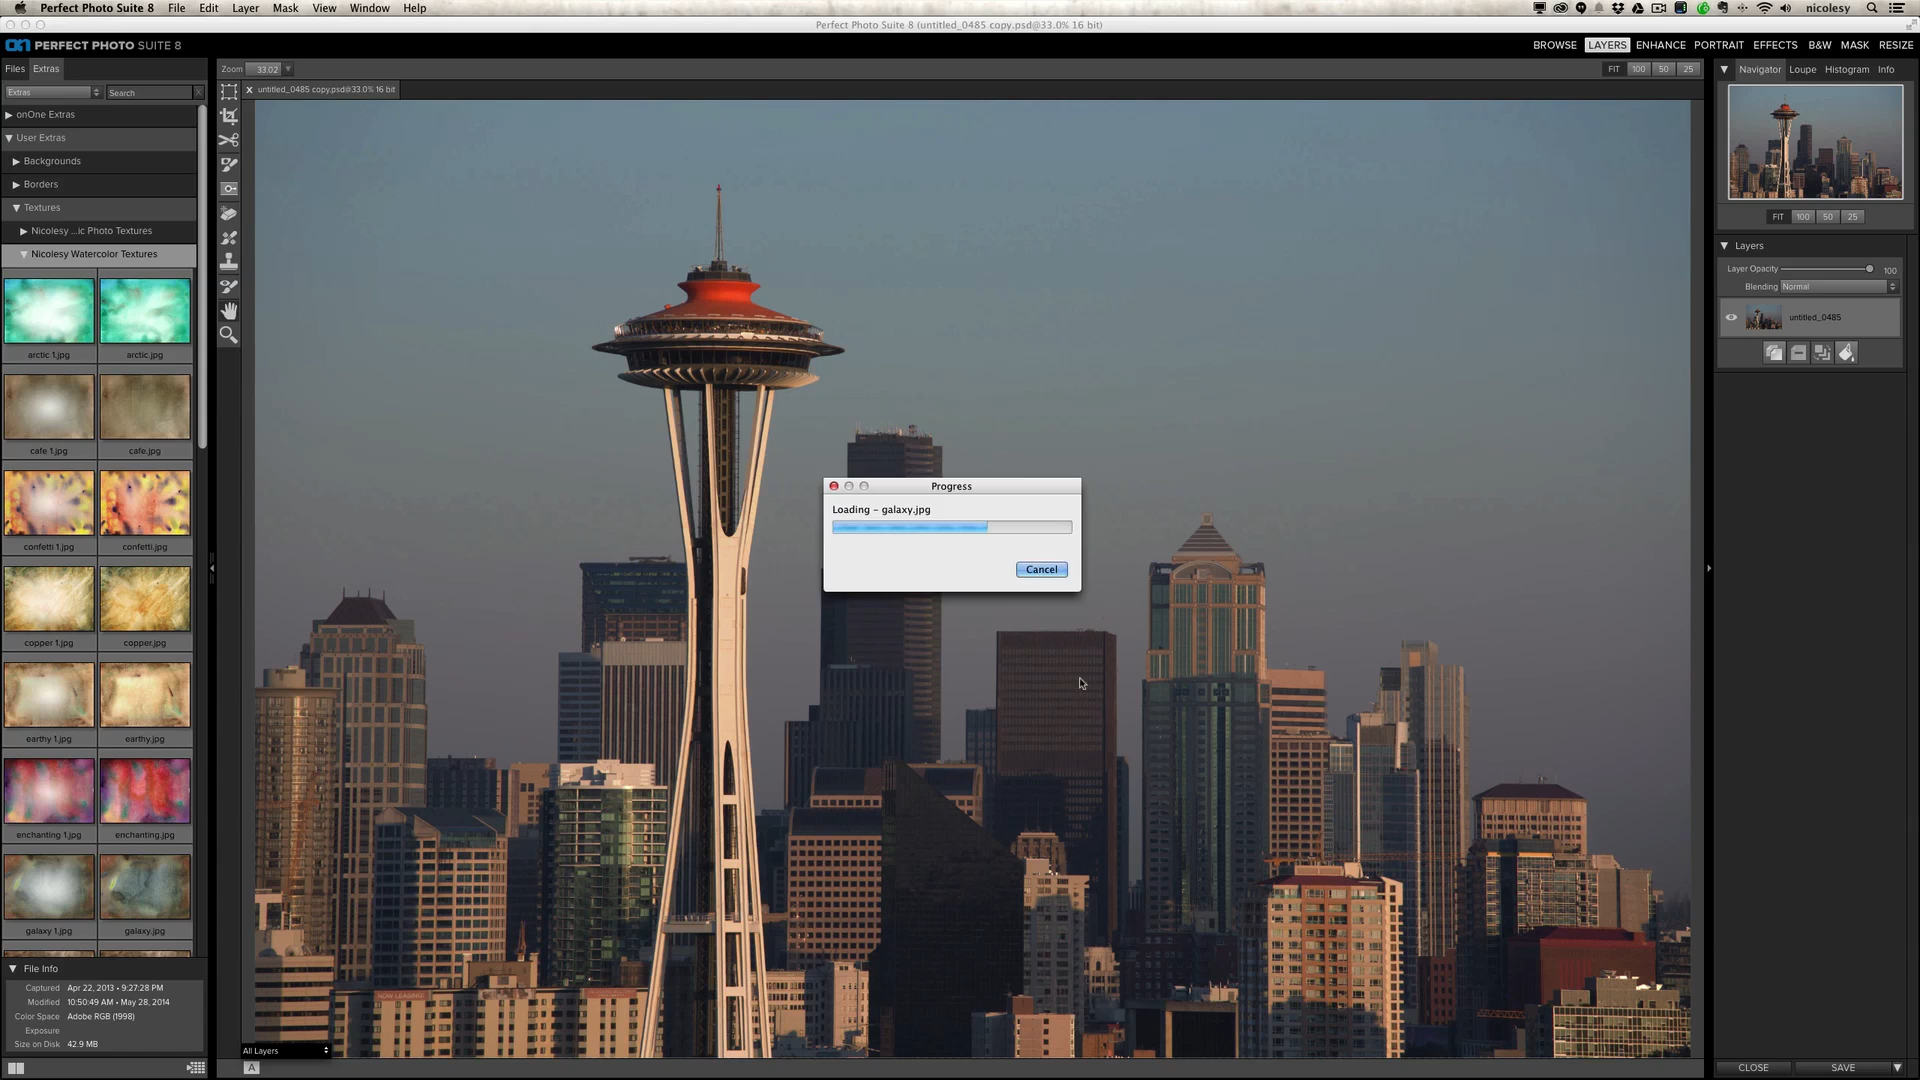 Perfect Photo Suite 8 File Edit Layer Mask View Window Help nicolesy
Perfect Photo Suite 8 (untitled_0485 copy.psd@33.0% 16 bit)
on PERFECT PHOTO SUITE 8 BROWSE LAYERS ENHANCE PORTRAIT EFFECTS B&W MASK RESIZE
Files Extras Zoom 33.02 FIT 100 50 25 Navigator Loupe Histogram Info
Extras Search X
X untitled_0485 copy.psd@33.0% 16 bit
onOne Extras
User Extras
Backgrounds
Borders
Textures
Nicolesy ...ic Photo Textures
Nicolesy Watercolor Textures
arctic 1.jpg arctic.jpg
cafe 1.jpg cafe.jpg
confetti 1.jpg confetti.jpg
copper 1.jpg copper.jpg
earthy 1.jpg earthy.jpg
enchanting 1.jpg enchanting.jpg
galaxy 1.jpg galaxy.jpg
File Info
Captured Apr 22, 2013 • 9:27:28 PM
Modified 10:50:49 AM • May 28, 2014
Color Space Adobe RGB (1998)
Exposure
Size on Disk 42.9 MB
Progress
Loading - galaxy.jpg
Cancel
NOW LEASING
All Layers
A
FIT 100 50 25
Layers
Layer Opacity 100
Blending Normal
untitled_0485
CLOSE SAVE